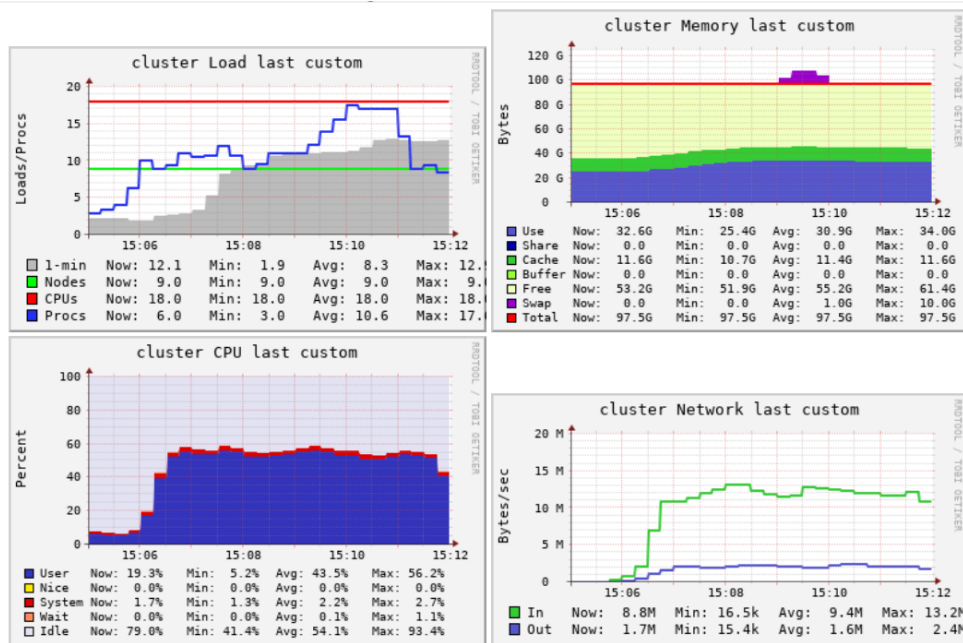 cluster Load last custom
Loads/Procs
20
15
10
5
0
15:06 15:08 15:10 15:12
1-min Now: 12.1 Min: 1.9 Avg: 8.3 Max: 12.9
Nodes Now: 9.0 Min: 9.0 Avg: 9.0 Max: 9.
CPUs Now: 18.0 Min: 18.0 Avg: 18.0 Max: 18.
Procs Now: 6.0 Min: 3.0 Avg: 10.6 Max: 17.
RRDTOOL / TOBI OETIKER
cluster Memory last custom
Bytes
120 G
100 G
80 G
60 G
40 G
20 G
0
15:06 15:08 15:10 15:12
Use Now: 32.6G Min: 25.4G Avg: 30.9G Max: 34.0G
Share Now: 0.0 Min: 0.0 Avg: 0.0 Max: 0.0
Cache Now: 11.6G Min: 10.7G Avg: 11.4G Max: 11.6G
Buffer Now: 0.0 Min: 0.0 Avg: 0.0 Max: 0.0
Free Now: 53.2G Min: 51.9G Avg: 55.2G Max: 61.4G
Swap Now: 0.0 Min: 0.0 Avg: 1.0G Max: 10.0G
Total Now: 97.5G Min: 97.5G Avg: 97.5G Max: 97.5G
RRDTOOL / TOBI OETIKER
cluster CPU last custom
Percent
100
80
60
40
20
0
15:06 15:08 15:10 15:12
User Now: 19.3% Min: 5.2% Avg: 43.5% Max: 56.2%
Nice Now: 0.0% Min: 0.0% Avg: 0.0% Max: 0.0%
System Now: 1.7% Min: 1.3% Avg: 2.2% Max: 2.7%
Wait Now: 0.0% Min: 0.0% Avg: 0.1% Max: 1.1%
Idle Now: 79.0% Min: 41.4% Avg: 54.1% Max: 93.4%
RRDTOOL / TOBI OETIKER
cluster Network last custom
Bytes/sec
20 M
15 M
10 M
5 M
0
15:06 15:08 15:10 15:12
In Now: 8.8M Min: 16.5k Avg: 9.4M Max: 13.2M
Out Now: 1.7M Min: 15.4k Avg: 1.6M Max: 2.4M
RRDTOOL / TOBI OETIKER